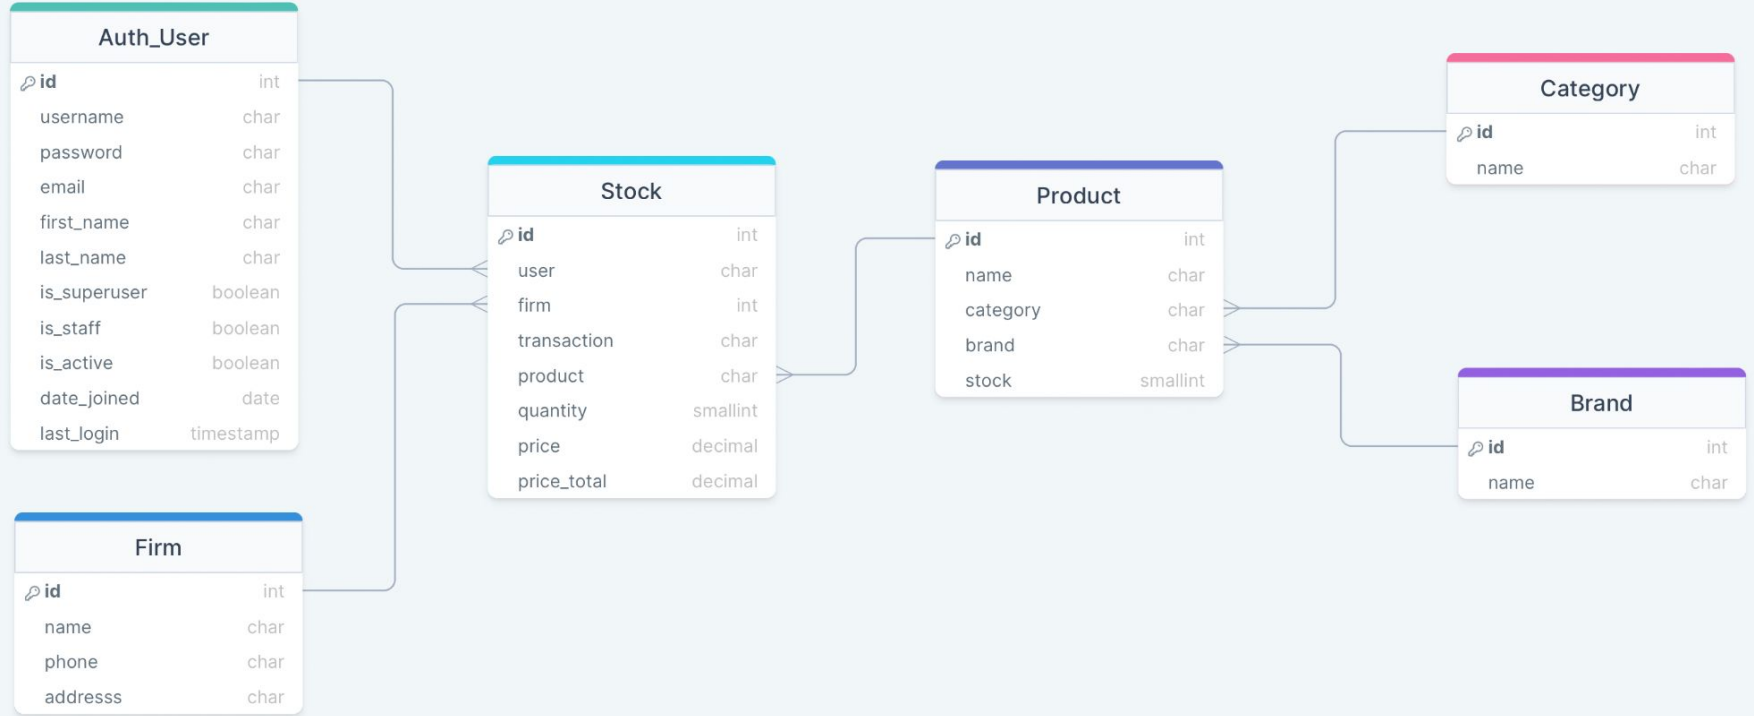 Auth_User
id int
username char
password char
email char
first_name char
last_name char
is_superuser boolean
is_staff boolean
is_active boolean
date_joined date
last_login timestamp
Firm
id int
name char
phone char
addresss char
Stock
id int
user char
firm int
transaction char
product char
quantity smallint
price decimal
price_total decimal
Product
id int
name char
category char
brand char
stock smallint
Category
id int
name char
Brand
id int
name char